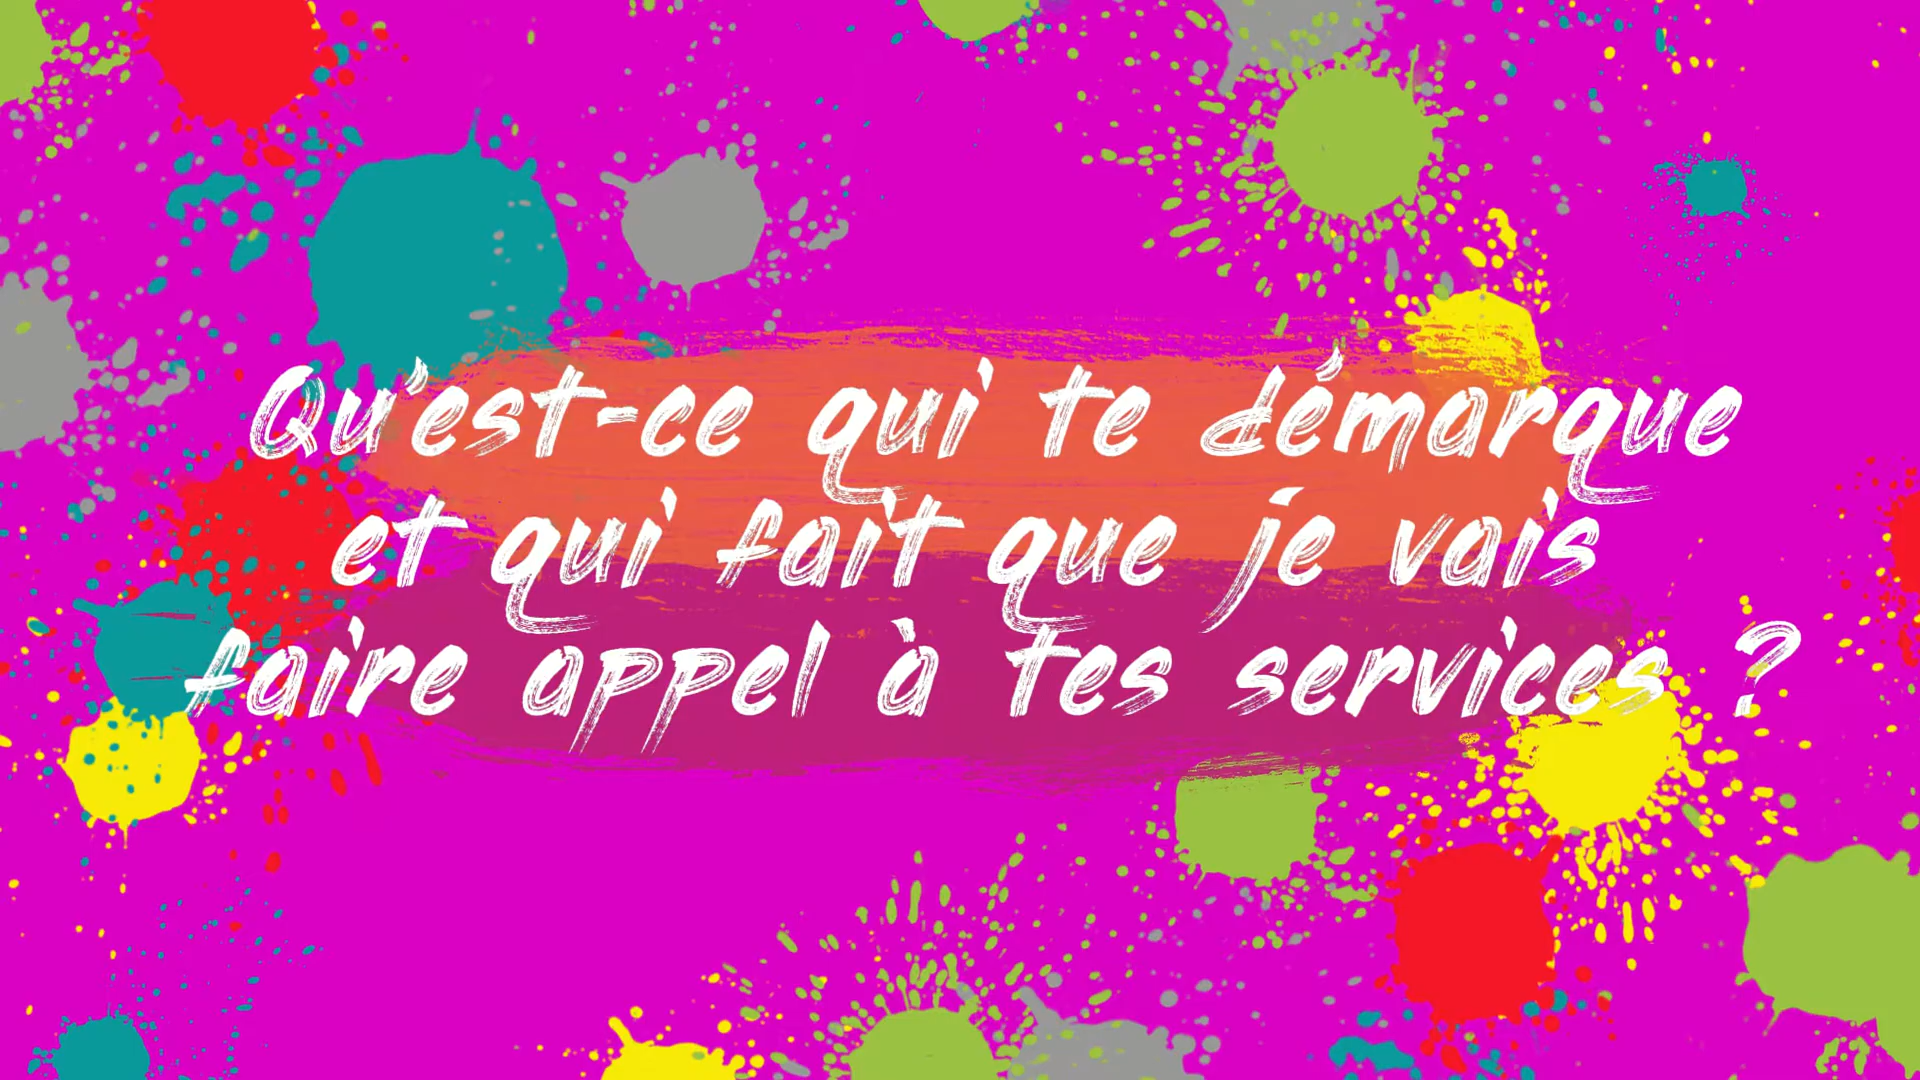 Qu'est-ce qui te démarque
et qui fait que je vais
faire appel à tes services ?